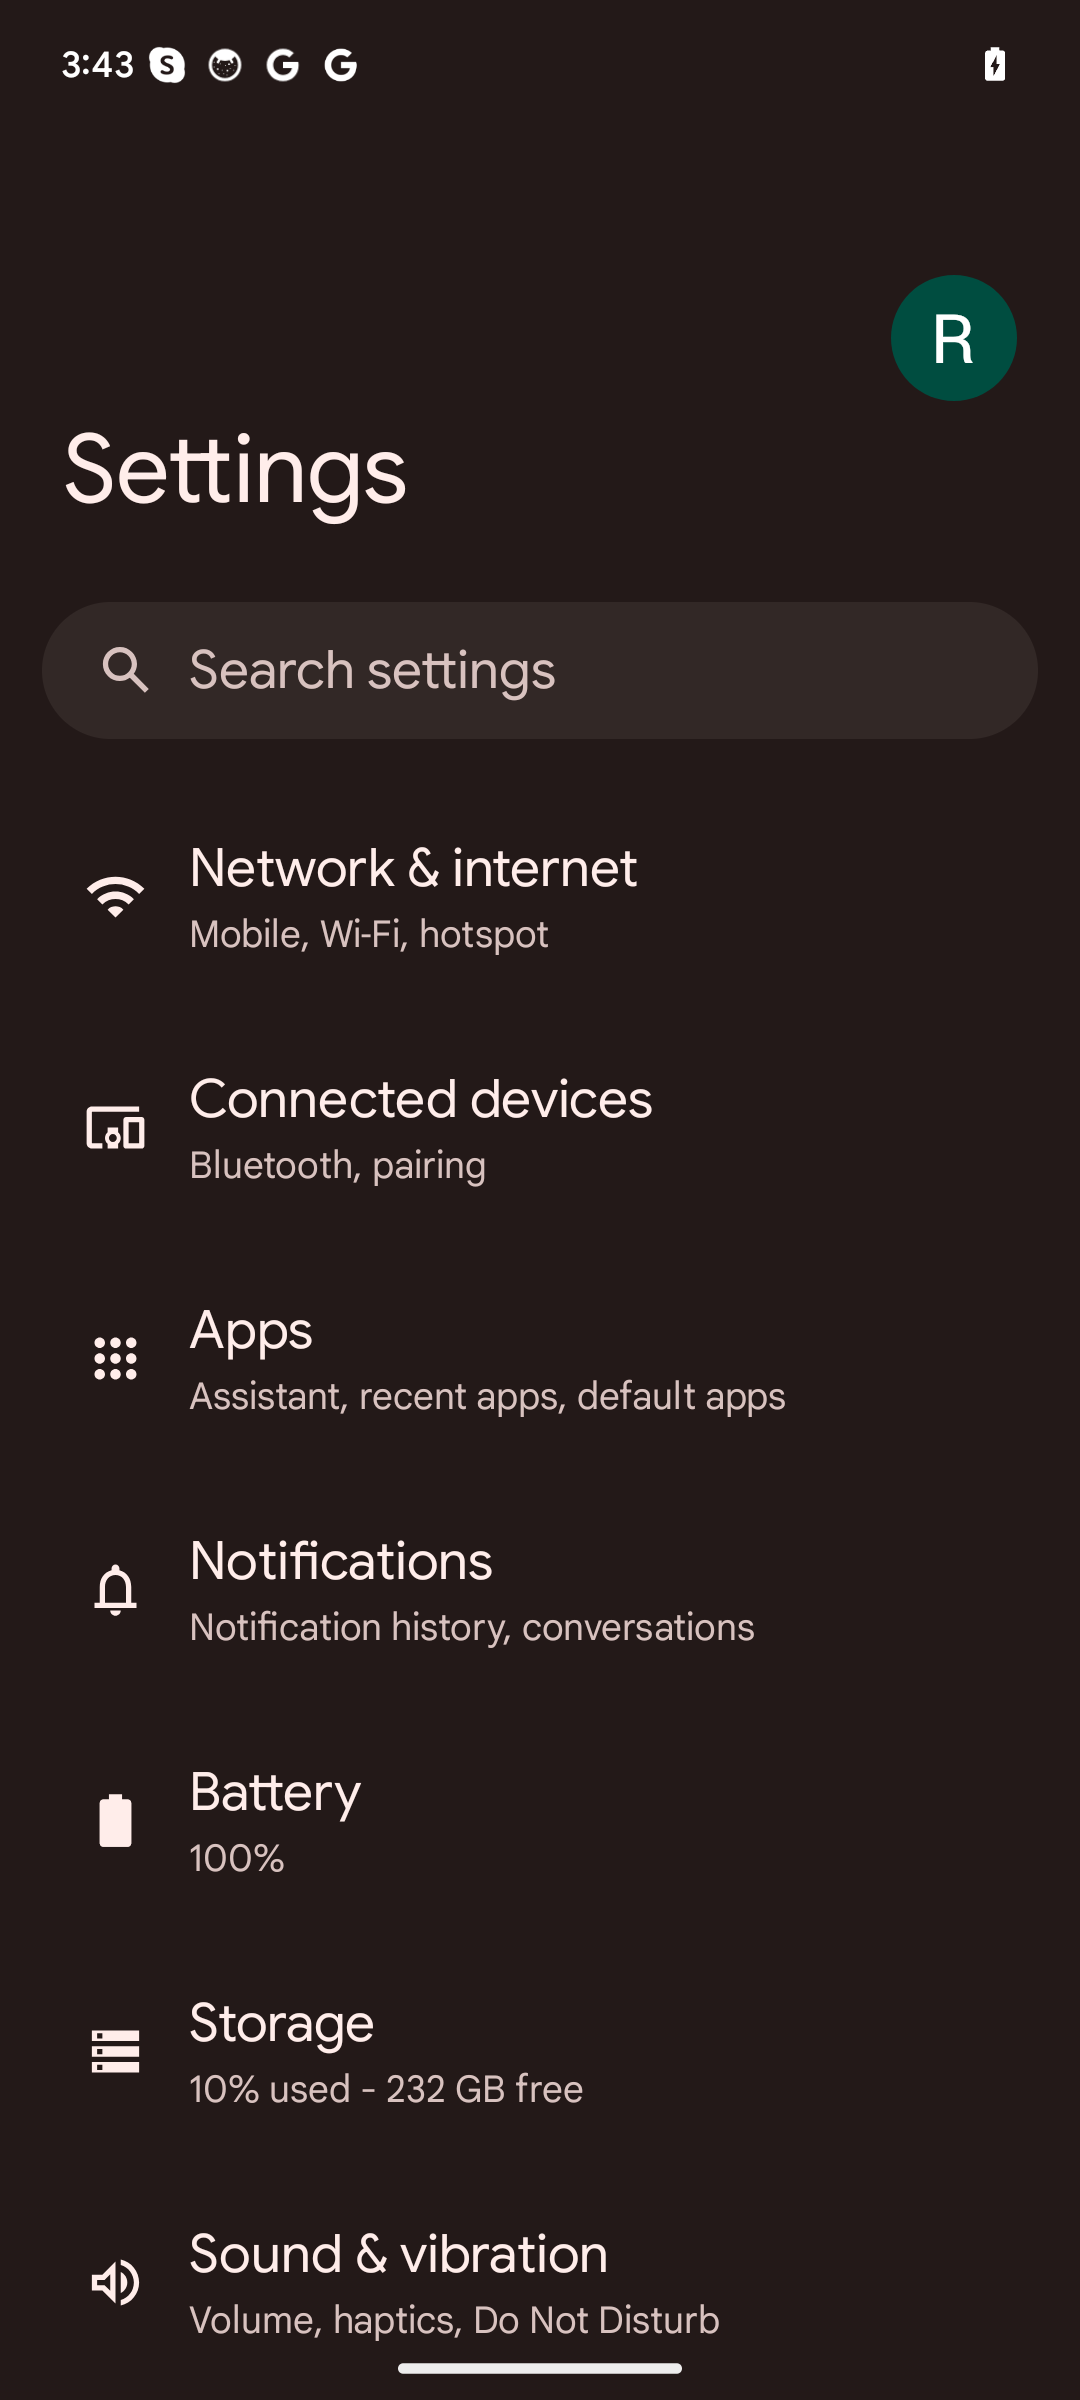 3:43
R
Settings
Search settings
Network & internet
Mobile, Wi-Fi, hotspot
Connected devices
Bluetooth, pairing
Apps
Assistant, recent apps, default apps
Notifications
Notification history, conversations
Battery
100%
Storage
10% used - 232 GB free
Sound & vibration
Volume, haptics, Do Not Disturb